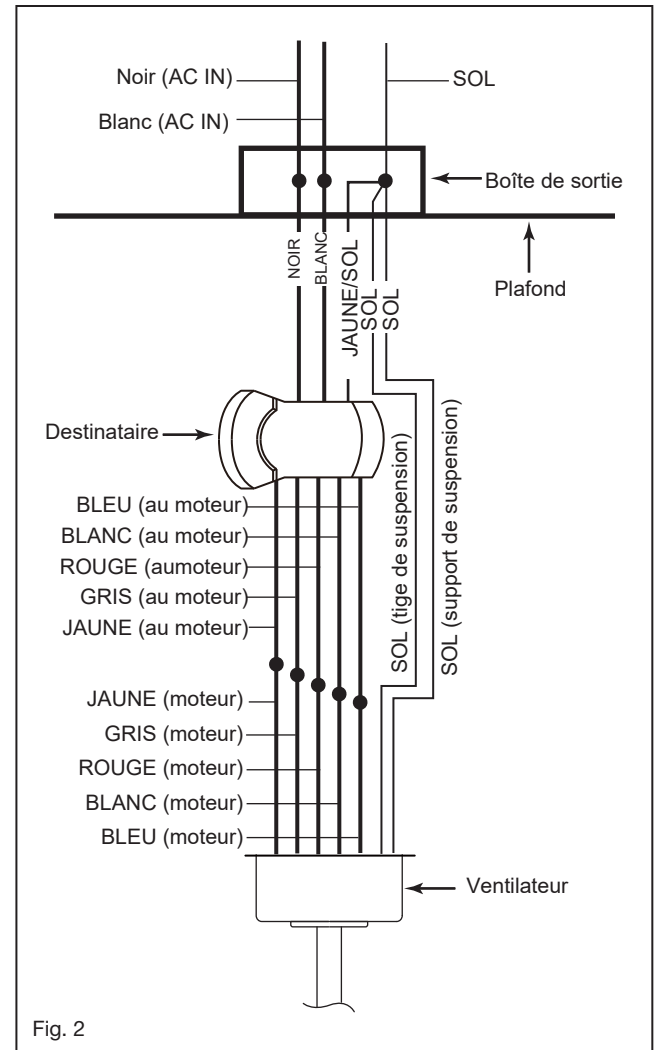 Noir (AC IN)
SOL
Blanc (AC IN)
Boîte de sortie
Plafond
NOIR
BLANC
JAUNE/SOL
SOL
SOL
Destinataire
SOL (tige de suspension)
SOL (support de suspension)
BLEU (au moteur)
BLANC (au moteur)
ROUGE (aumoteur)
GRIS (au moteur)
JAUNE (au moteur)
JAUNE (moteur)
GRIS (moteur)
ROUGE (moteur)
BLANC (moteur)
BLEU (moteur)
Ventilateur
Fig. 2